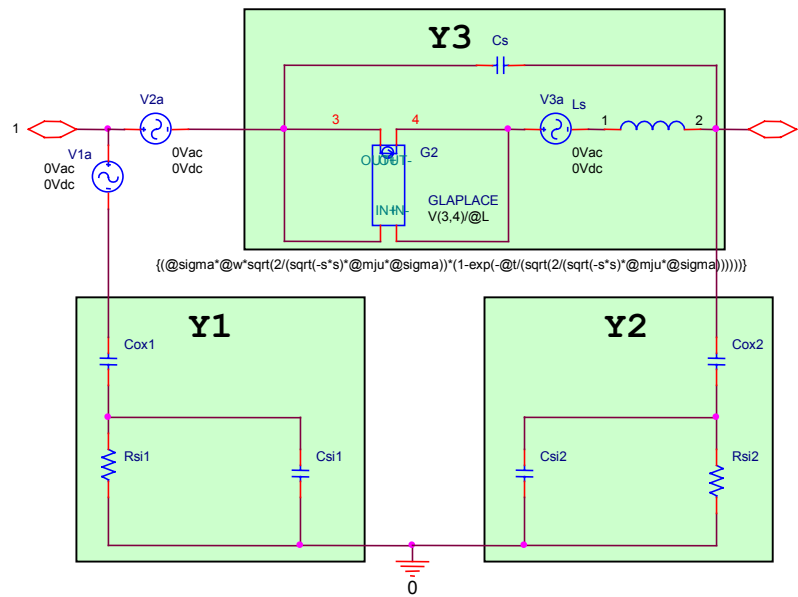 Y3
Cs
V2a
3
4
V3a
Ls
1
1
2
V1a
0Vac
0Vdc
0Vac
0Vdc
OUT+
OUT-
G2
0Vac
0Vdc
IN+
IN-
GLAPLACE
V(3,4)/@L
{(@sigma*@w*sqrt(2/(sqrt(-s*s)*@mju*@sigma))*(1-exp(-@t/(sqrt(2/(sqrt(-s*s)*@mju*@sigma))))))}
Y1
Y2
Cox1
Cox2
Rsi1
Csi1
Csi2
Rsi2
0